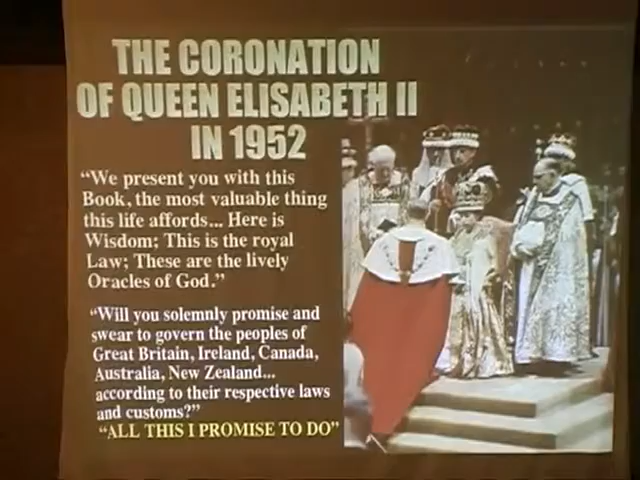 THE CORONATION
OF QUEEN ELISABETH II
IN 1952
“We present you with this
Book, the most valuable thing
this life affords... Here is
Wisdom; This is the royal
Law; These are the lively
Oracles of God.”
“Will you solemnly promise and
swear to govern the peoples of
Great Britain, Ireland, Canada,
Australia, New Zealand...
according to their respective laws
and customs?”
“ALL THIS I PROMISE TO DO”